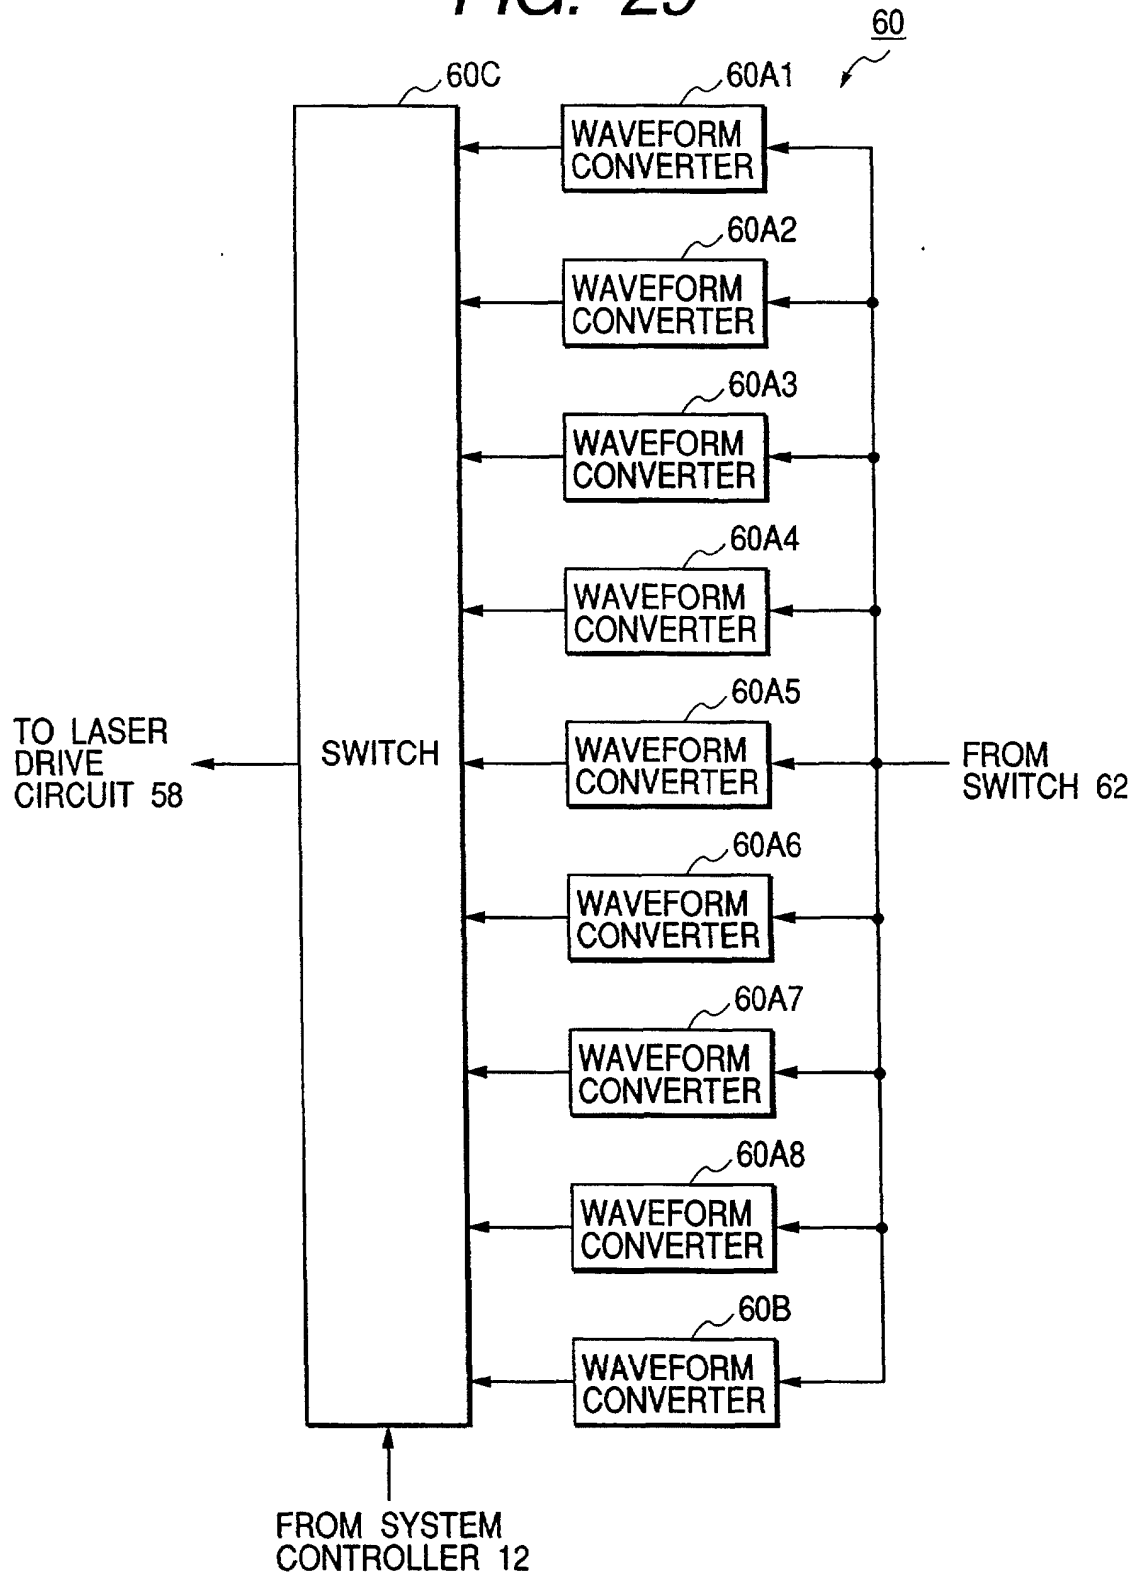 FIG. 29
60
60C
60A1
WAVEFORM
CONVERTER
60A2
WAVEFORM
CONVERTER
60A3
WAVEFORM
CONVERTER
60A4
WAVEFORM
CONVERTER
60A5
WAVEFORM
CONVERTER
TO LASER
DRIVE
CIRCUIT 58
SWITCH
FROM
SWITCH 62
60A6
WAVEFORM
CONVERTER
60A7
WAVEFORM
CONVERTER
60A8
WAVEFORM
CONVERTER
60B
WAVEFORM
CONVERTER
FROM SYSTEM
CONTROLLER 12